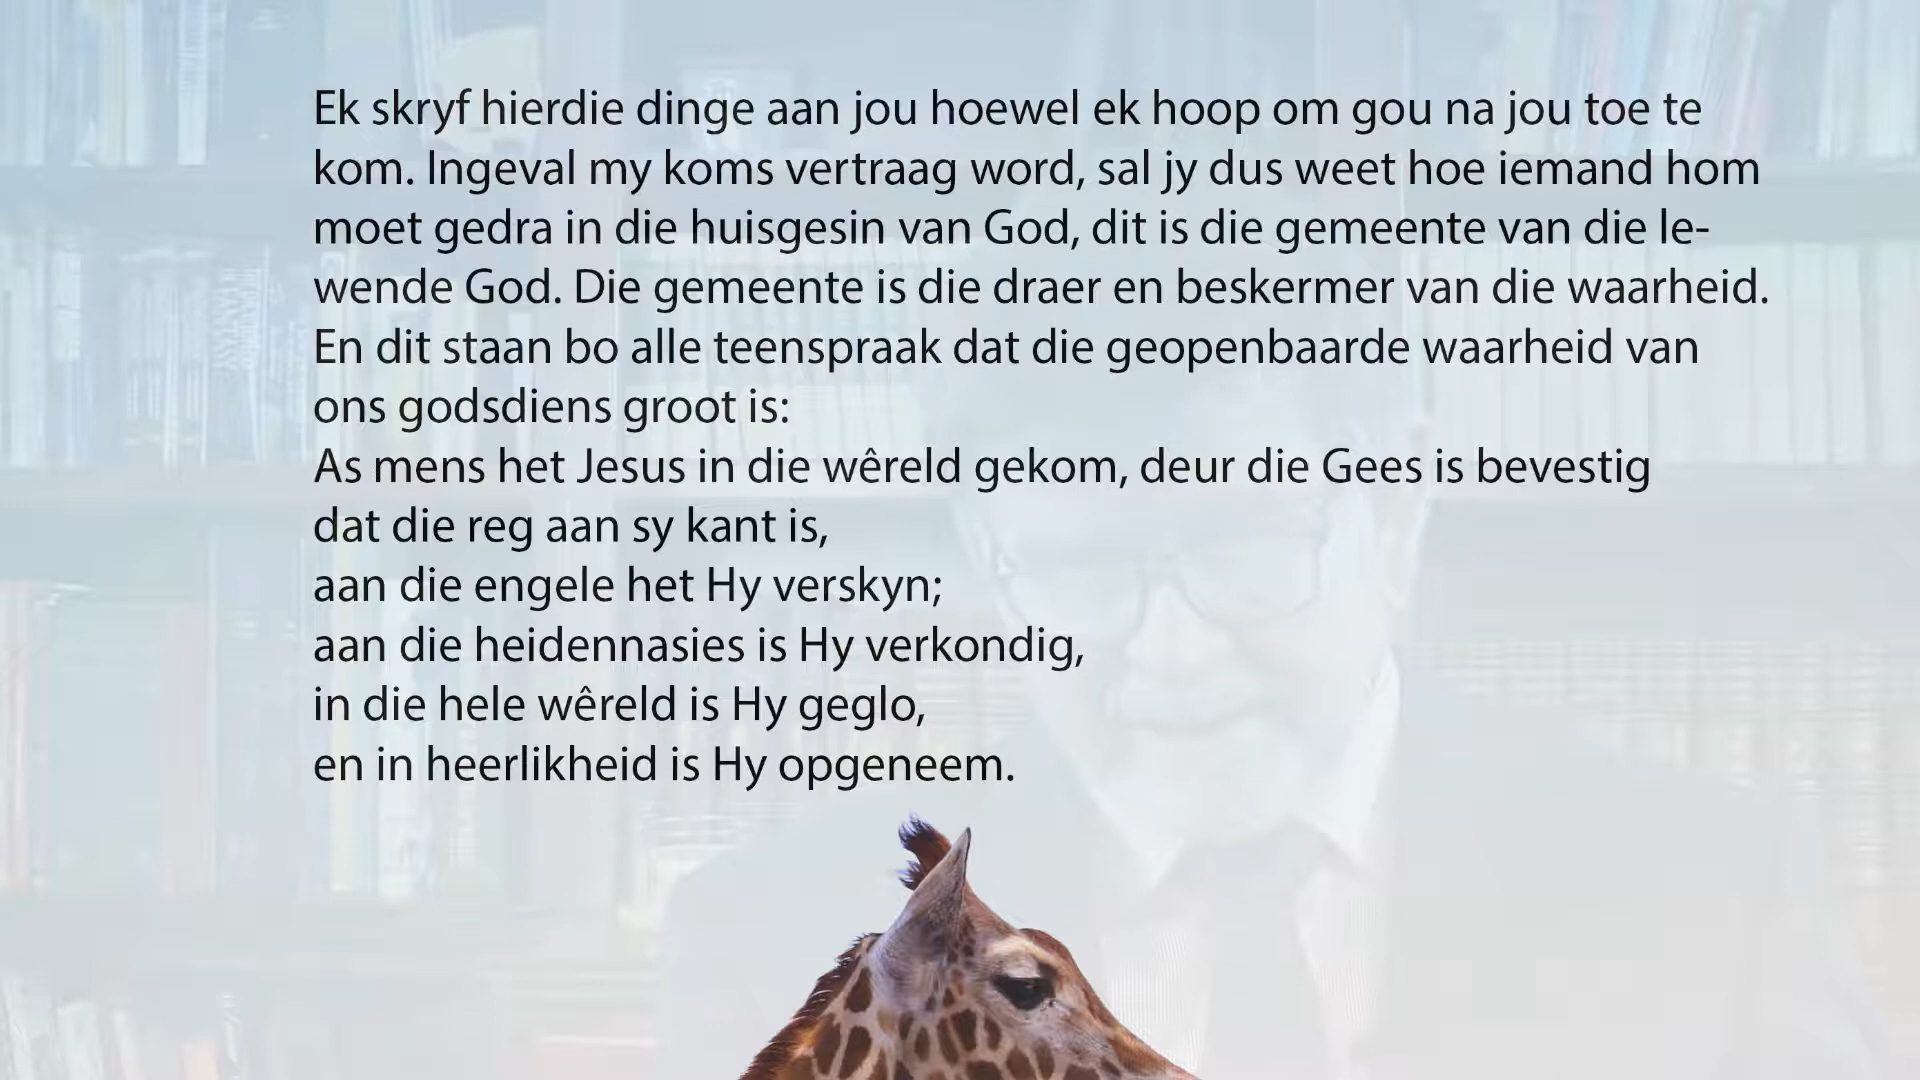 Ek skryf hierdie dinge aan jou hoewel ek hoop om gou na jou toe te
kom. Ingeval my koms vertraag word, sal jy dus weet hoe iemand hom
moet gedra in die huisgesin van God, dit is die gemeente van die le-
wende God. Die gemeente is die draer en beskermer van die waarheid.
En dit staan bo alle teenspraak dat die geopenbaarde waarheid van
ons godsdiens groot is:
As mens het Jesus in die wêreld gekom, deur die Gees is bevestig
dat die reg aan sy kant is,
aan die engele het Hy verskyn;
aan die heidennasies is Hy verkondig,
in die hele wêreld is Hy geglo,
en in heerlikheid is Hy opgeneem.